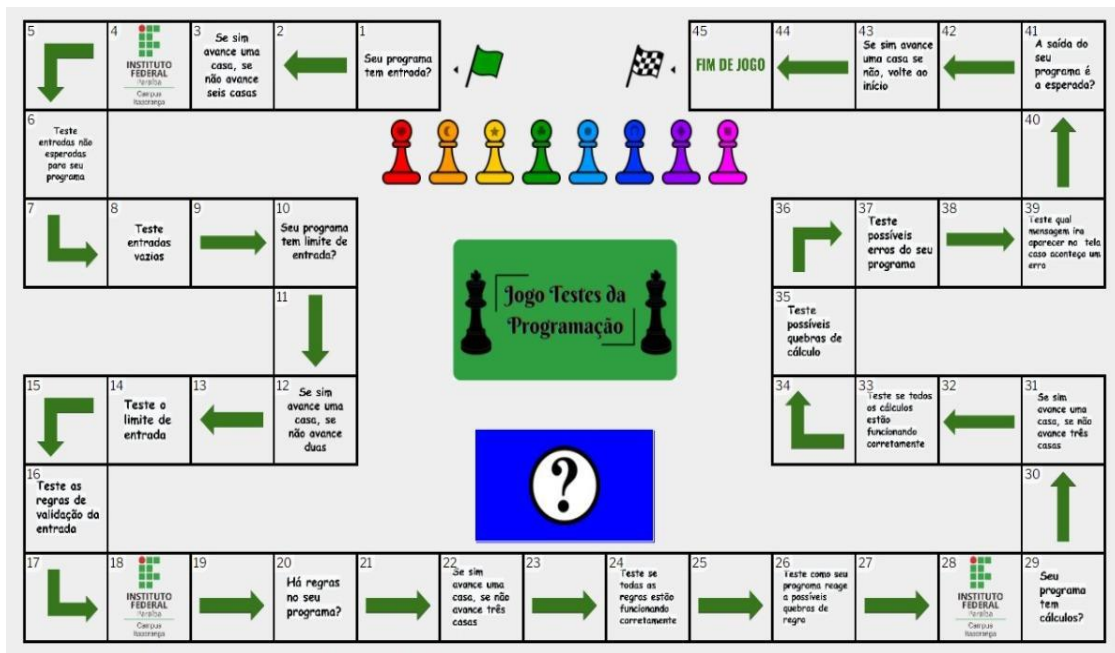 5
4
INSTITUTO
FEDERAL
Paraíba
Campus
Itaporanga
3
Se sim
avance uma
casa, se
não avance
seis casas
2
1
Seu programa
tem entrada?
45
FIM DE JOGO
44
43
Se sim avance
uma casa se
não, volte ao
início
42
41
A saída do
seu
programa é
a esperada?
6
Teste
entradas não
esperadas
para seu
programa
40
7
8
Teste
entradas
vazias
9
10
Seu programa
tem limite de
entrada?
36
37
Teste
possíveis
erros do seu
programa
38
39
Teste qual
mensagem ira
aparecer na tela
caso aconteça um
erro
11
Jogo Testes da
Programação
35
Teste
possíveis
quebras de
cálculo
15
14
Teste o
limite de
entrada
13
12
Se sim
avance uma
casa, se
não avance
duas
34
33
Teste se todos
os cálculos
estão
funcionando
corretamente
32
31
Se sim
avance uma
casa, se não
avance três
casas
16
Teste as
regras de
validação da
entrada
?
30
17
18
INSTITUTO
FEDERAL
Paraíba
Campus
Itaporanga
19
20
Há regras
no seu
programa?
21
22
Se sim
avance uma
casa, se não
avance três
casas
23
24
Teste se
todas as
regras estão
funcionando
corretamente
25
26
Teste como seu
programa reage
a possíveis
quebras de
regra
27
28
INSTITUTO
FEDERAL
Paraíba
Campus
Itaporanga
29
Seu
programa
tem
cálculos?